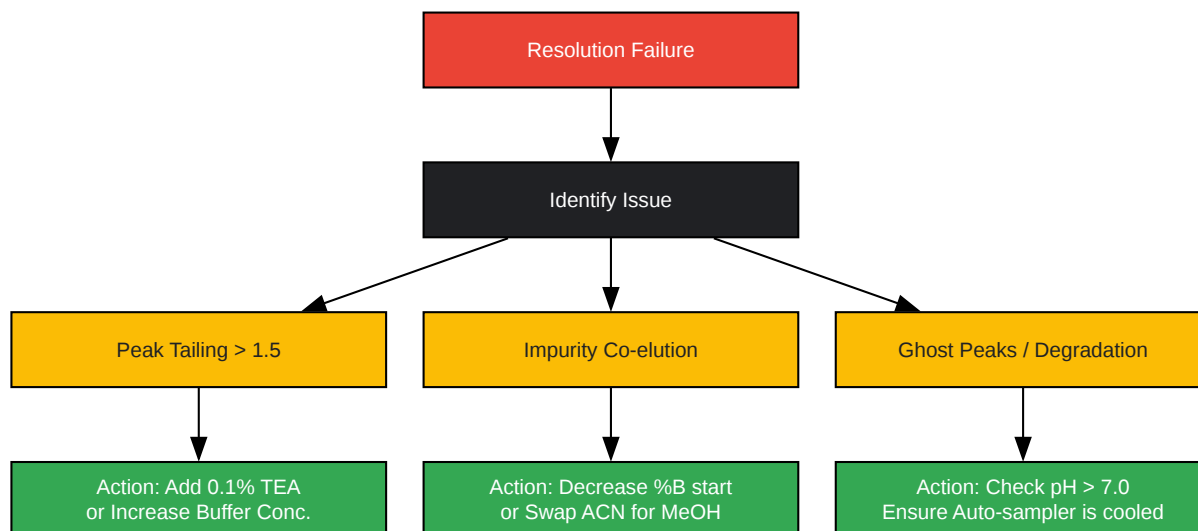 Resolution Failure
Identify Issue
Peak Tailing > 1.5
Impurity Co-elution
Ghost Peaks / Degradation
Action: Add 0.1% TEA
or Increase Buffer Conc.
Action: Decrease %B start
or Swap ACN for MeOH
Action: Check pH > 7.0
Ensure Auto-sampler is cooled